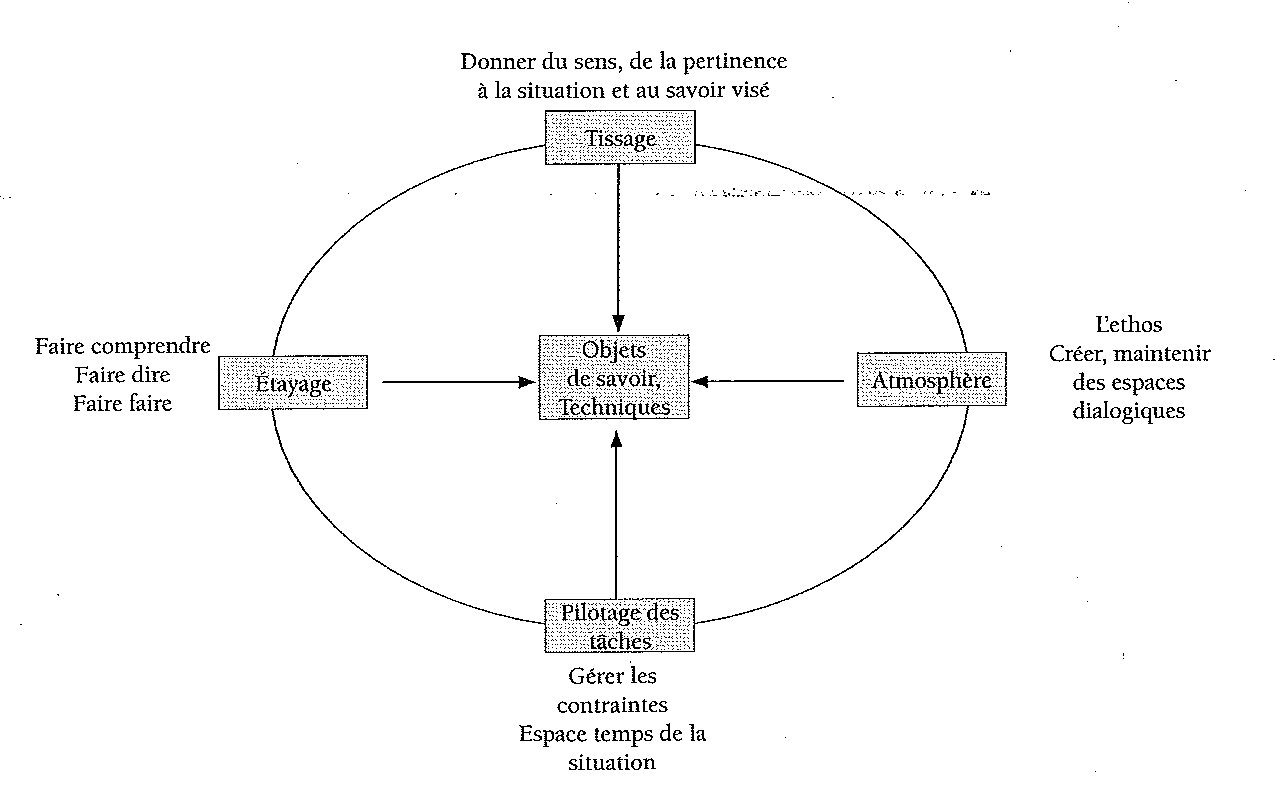 Donner du sens, de la pertinence
à la situation et au savoir visé
Tissage
Faire comprendre
Faire dire
Faire faire
Étayage
Objets
de savoir,
Techniques
Atmosphère
L'ethos
Créer, maintenir
des espaces
dialogiques
Pilotage des
tâches
Gérer les
contraintes
Espace temps de la
situation